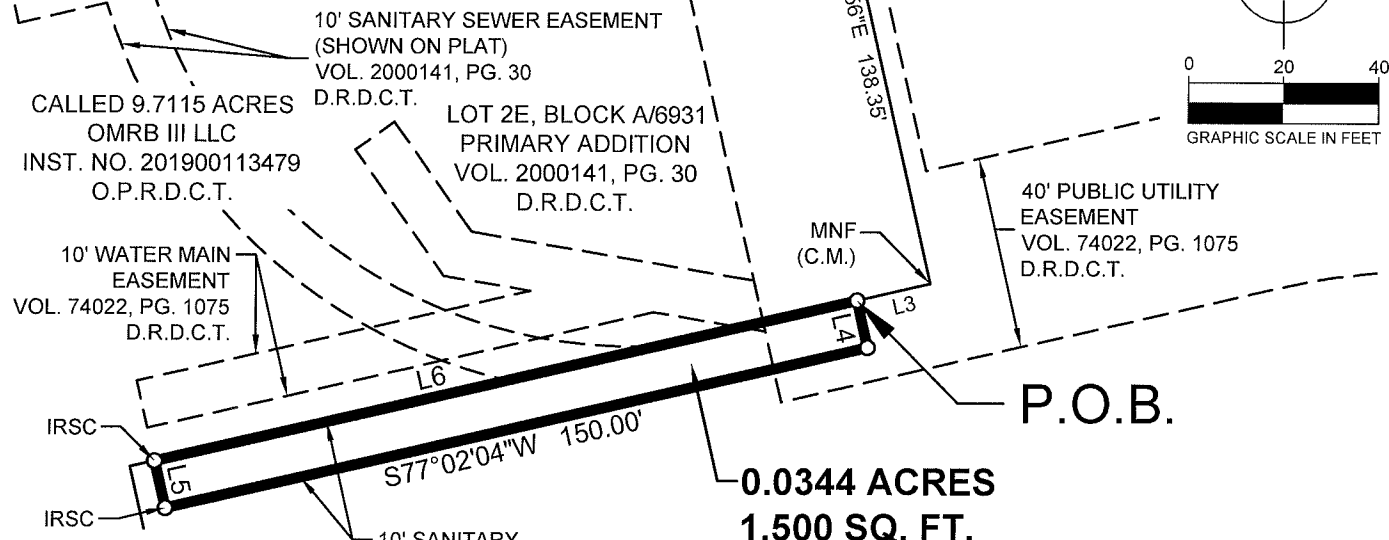 10' SANITARY SEWER EASEMENT
(SHOWN ON PLAT)
VOL. 2000141, PG. 30
D.R.D.C.T.
CALLED 9.7115 ACRES
OMRB III LLC
INST. NO. 201900113479
O.P.R.D.C.T.
LOT 2E, BLOCK A/6931
PRIMARY ADDITION
VOL. 2000141, PG. 30
D.R.D.C.T.
56"E 138.35'
0 20 40
GRAPHIC SCALE IN FEET
40' PUBLIC UTILITY
EASEMENT
VOL. 74022, PG. 1075
D.R.D.C.T.
MNF
(C.M.)
10' WATER MAIN
EASEMENT
VOL. 74022, PG. 1075
D.R.D.C.T.
L3
L4
L6
P.O.B.
IRSC
S77°02'04"W 150.00'
L5
0.0344 ACRES
1,500 SQ. FT.
IRSC
10' SANITARY